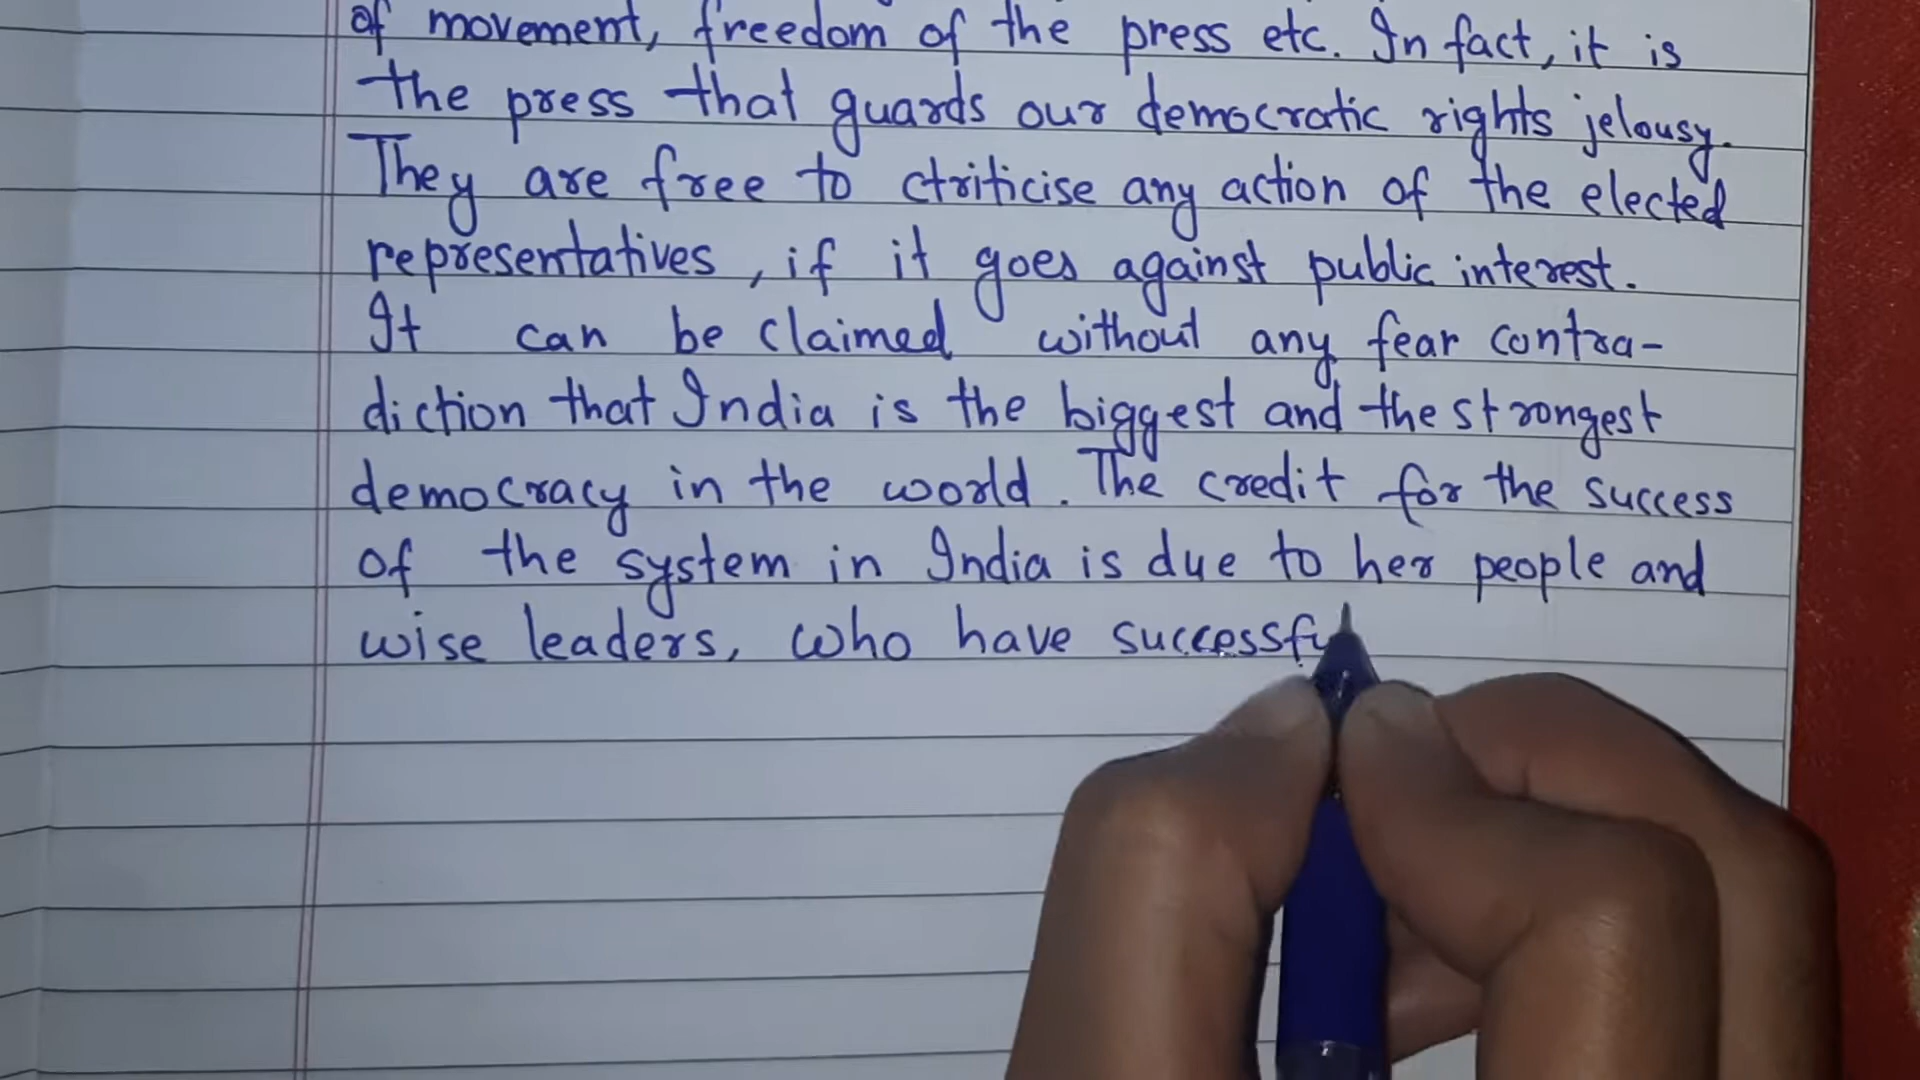 of movement, freedom of the press etc. In fact, it is
the press that guards our democratic rights jelousy.
They are free to ctriticise any action of the elected
representatives, if it goes against public interest.
It can be claimed without any fear contra-
diction that India is the biggest and the strongest
democracy in the world. The credit for the success
of the system in India is due to her people and
wise leaders, who have successfu